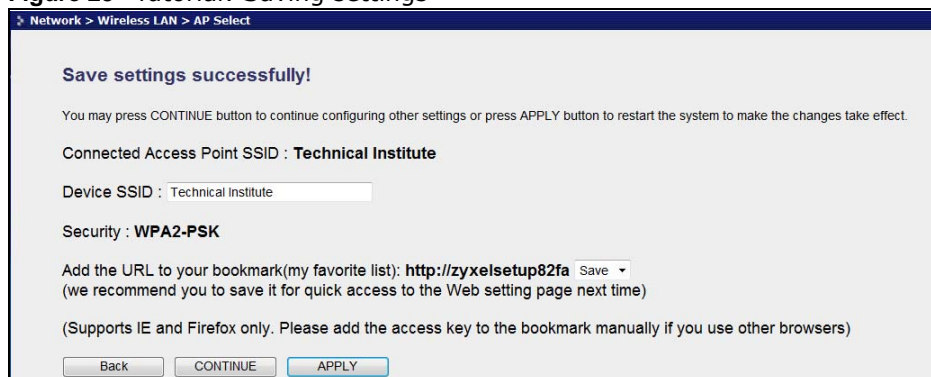 Network > Wireless LAN > AP Select
Save settings successfully!
You may press CONTINUE button to continue configuring other settings or press APPLY button to restart the system to make the changes take effect.
Connected Access Point SSID : Technical Institute
Device SSID : Technical Institute
Security : WPA2-PSK
Add the URL to your bookmark(my favorite list): http://zyxelsetup82fa Save
(we recommend you to save it for quick access to the Web setting page next time)
(Supports IE and Firefox only. Please add the access key to the bookmark manually if you use other browsers)
Back CONTINUE APPLY